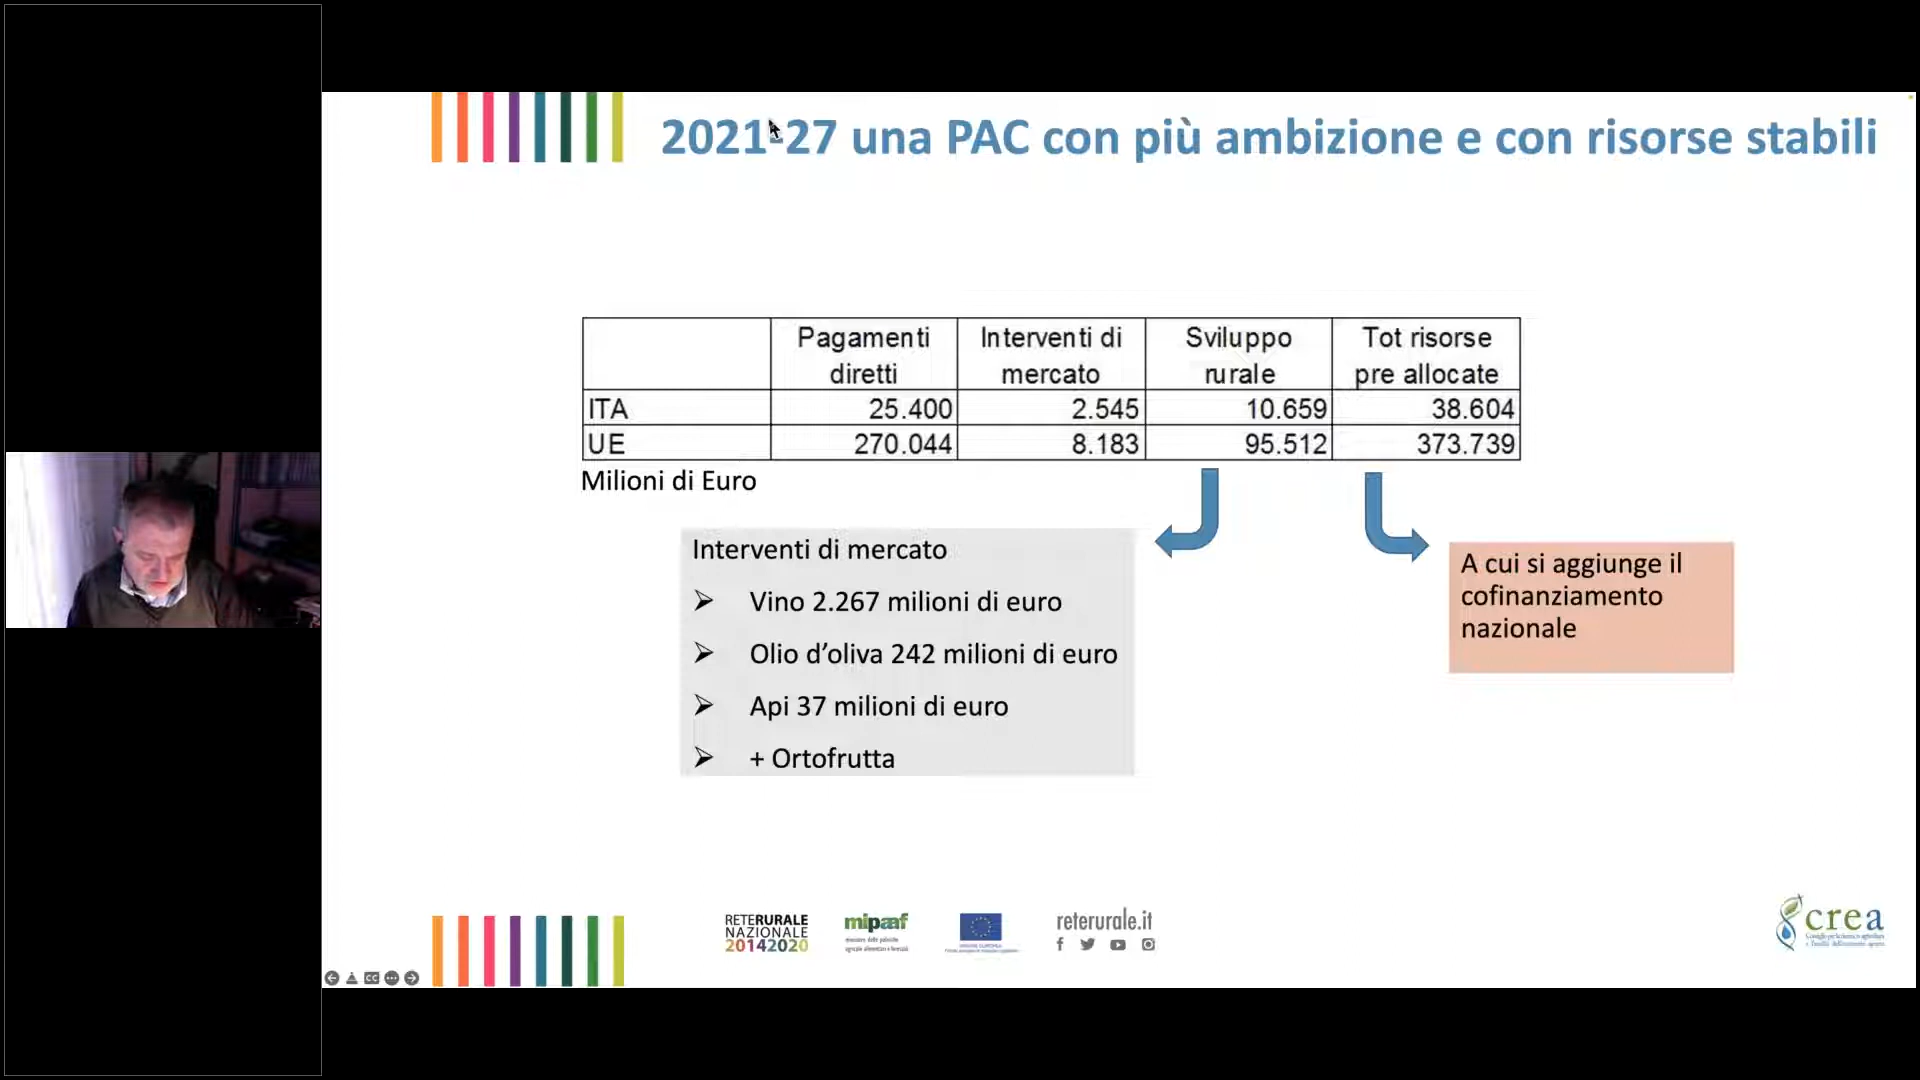 2021-27 una PAC con più ambizione e con risorse stabili
Pagamenti diretti
Interventi di mercato
Sviluppo rurale
Tot risorse pre allocate
ITA 25.400 2.545 10.659 38.604
UE 270.044 8.183 95.512 373.739
Milioni di Euro
Interventi di mercato
➢ Vino 2.267 milioni di euro
➢ Olio d’oliva 242 milioni di euro
➢ Api 37 milioni di euro
➢ + Ortofrutta
A cui si aggiunge il
cofinanziamento
nazionale
RETERURALE
NAZIONALE
20142020
mipaaf
reterurale.it
crea